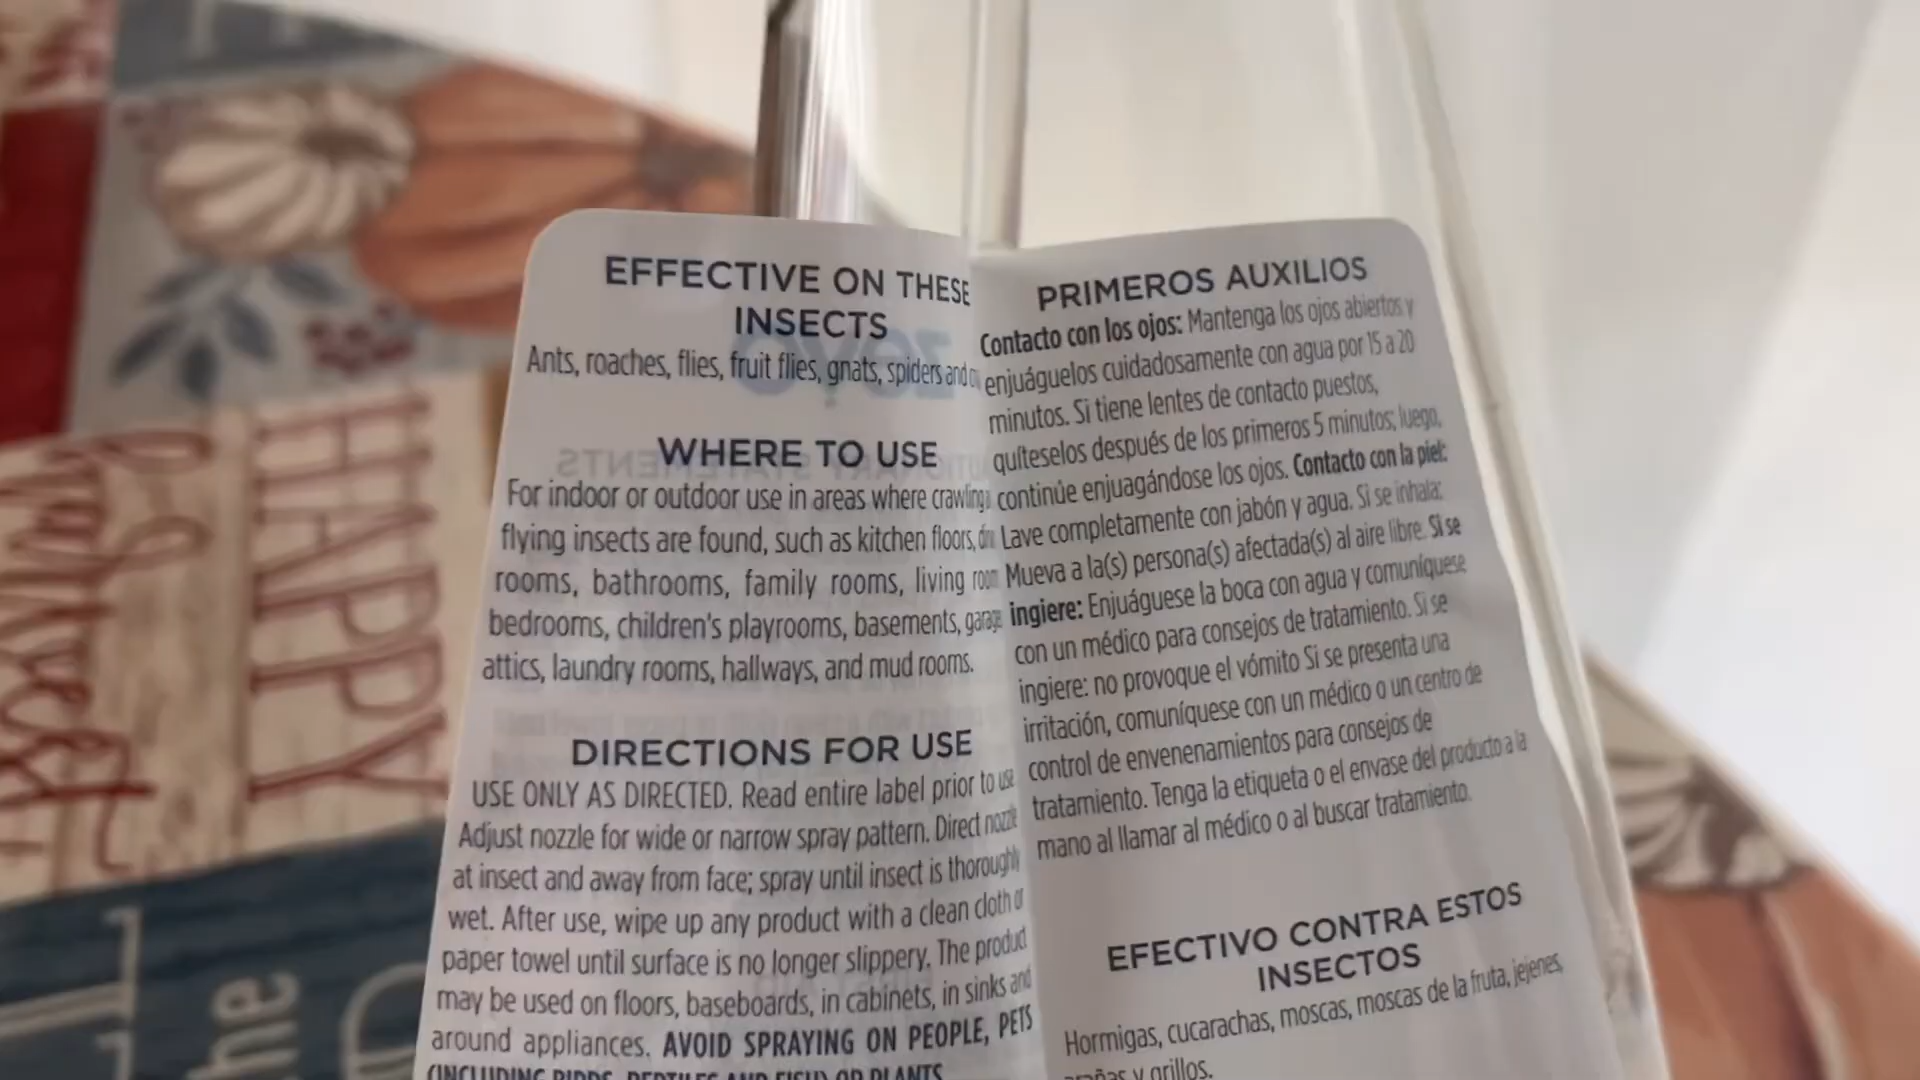 EFFECTIVE ON THESE
INSECTS
Ants, roaches, flies, fruit flies, gnats, spiders and
WHERE TO USE
For indoor or outdoor use in areas where crawling
flying insects are found, such as kitchen floors,
rooms, bathrooms, family rooms, living
bedrooms, children's playrooms, basements,
attics, laundry rooms, hallways, and mud rooms.
DIRECTIONS FOR USE
USE ONLY AS DIRECTED. Read entire label prior to use
Adjust nozzle for wide or narrow spray pattern. Direct nozzle
at insect and away from face; spray until insect is thoroughly
wet. After use, wipe up any product with a clean cloth or
paper towel until surface is no longer slippery. The product
may be used on floors, baseboards, in cabinets, in sinks and
around appliances. AVOID SPRAYING ON PEOPLE, PETS
(INCLUDING BIRDS, REPTILES AND FISH) OR PLANTS
PRIMEROS AUXILIOS
Contacto con los ojos: Mantenga los ojos abiertos y
enjuáguelos cuidadosamente con agua por 15 a 20
minutos. Si tiene lentes de contacto puestos,
quíteselos después de los primeros 5 minutos; luego,
continúe enjuagándose los ojos. Contacto con la piel:
Lave completamente con jabón y agua. Si se inhala:
Mueva a la(s) persona(s) afectada(s) al aire libre. Si se
ingiere: Enjuáguese la boca con agua y comuníquese
con un médico para consejos de tratamiento. Si se
ingiere: no provoque el vómito Si se presenta una
irritación, comuníquese con un médico o un centro de
control de envenenamientos para consejos de
tratamiento. Tenga la etiqueta o el envase del producto a la
mano al llamar al médico o al buscar tratamiento.
EFECTIVO CONTRA ESTOS
INSECTOS
Hormigas, cucarachas, moscas, moscas de la fruta, jejenes,
arañas y grillos.
HAPPY
the